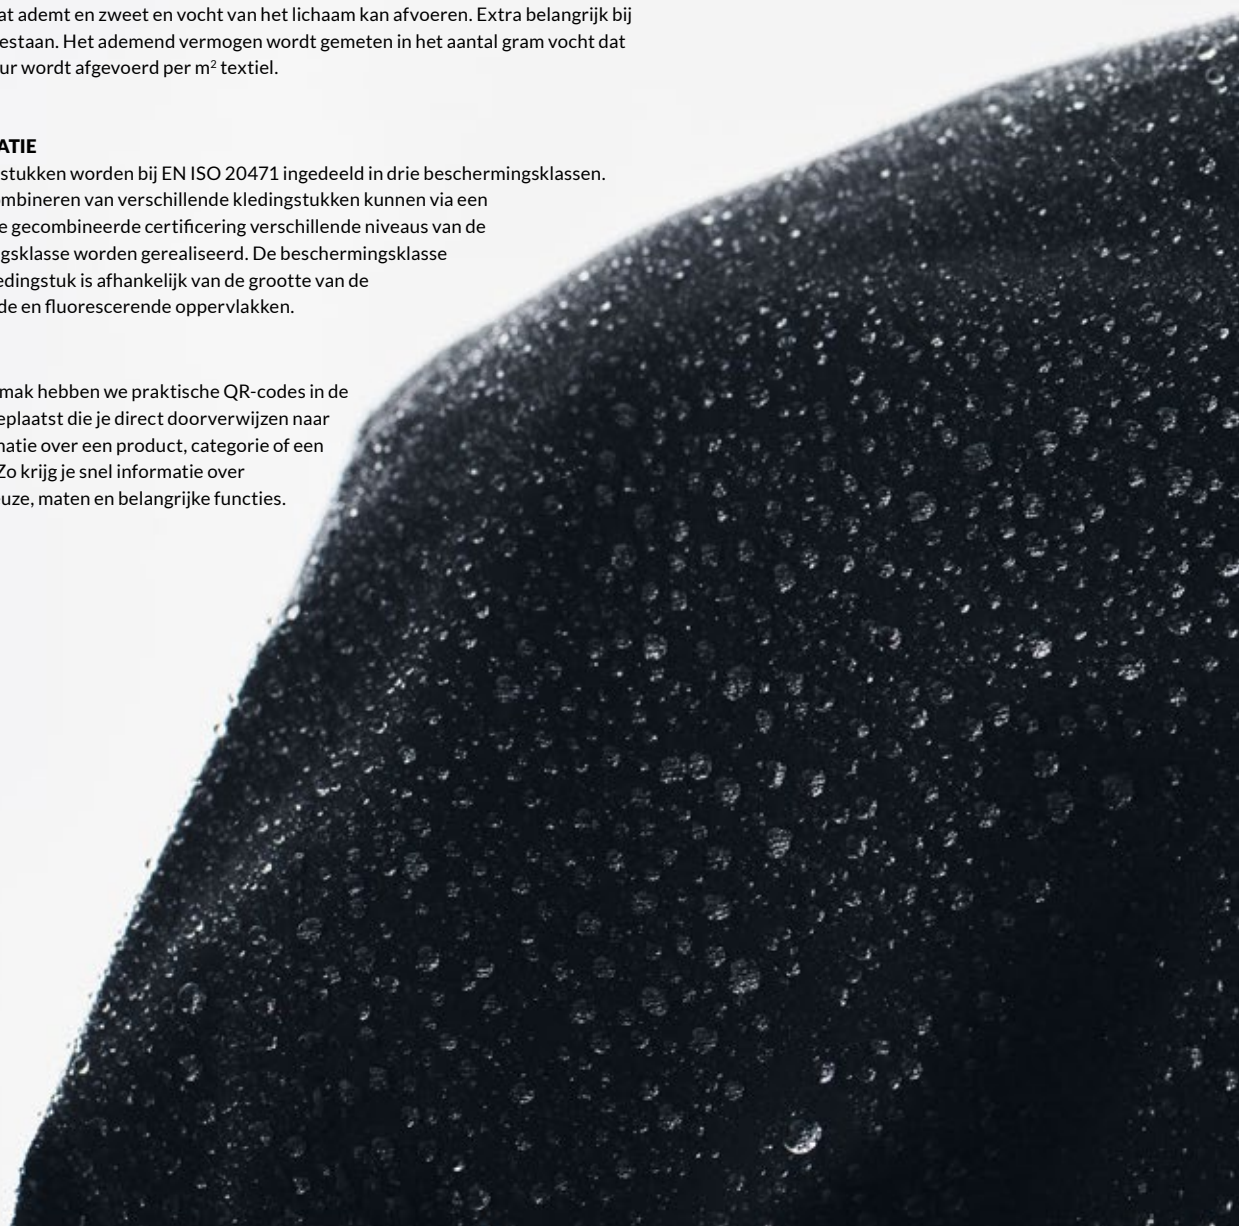 at ademt en zweet en vocht van het lichaam kan afvoeren. Extra belangrijk bij
estaan. Het ademend vermogen wordt gemeten in het aantal gram vocht dat
ur wordt afgevoerd per m² textiel.
ATIE
stukken worden bij EN ISO 20471 ingedeeld in drie beschermingsklassen.
mbineren van verschillende kledingstukken kunnen via een
e gecombineerde certificering verschillende niveaus van de
gsklasse worden gerealiseerd. De beschermingsklasse
edingstuk is afhankelijk van de grootte van de
de en fluorescerende oppervlakken.
mak hebben we praktische QR-codes in de
eplaatst die je direct doorverwijzen naar
matie over een product, categorie of een
Zo krijg je snel informatie over
euze, maten en belangrijke functies.